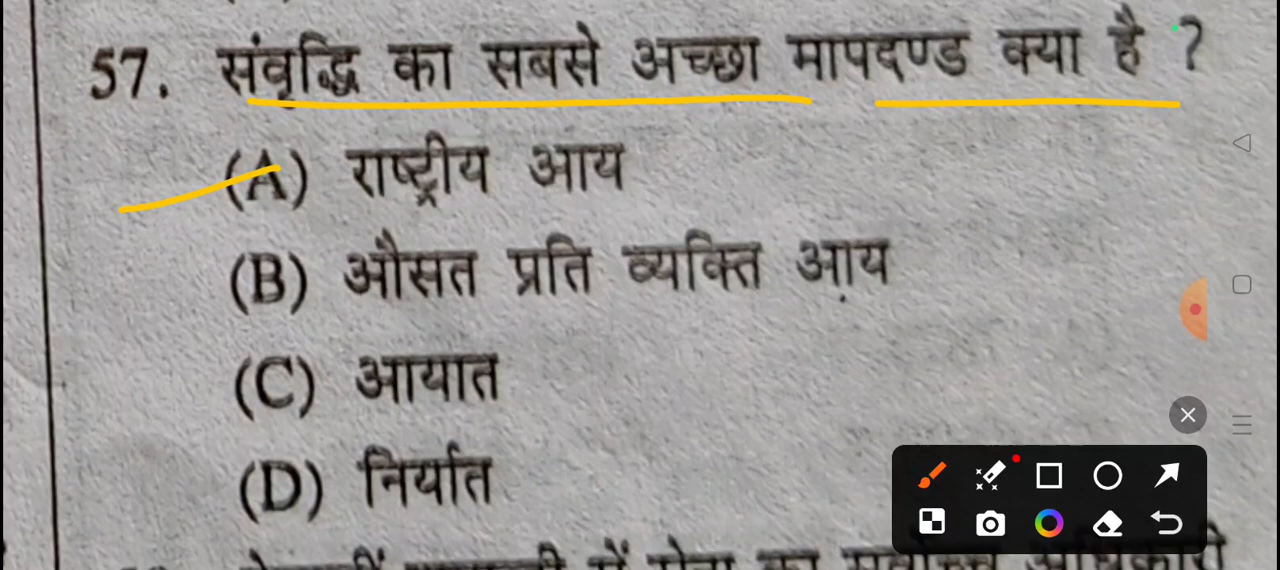 57. संवृद्धि का सबसे अच्छा मापदण्ड क्या है ?
(A) राष्ट्रीय आय
(B) औसत प्रति व्यक्ति आय
(C) आयात
(D) निर्यात